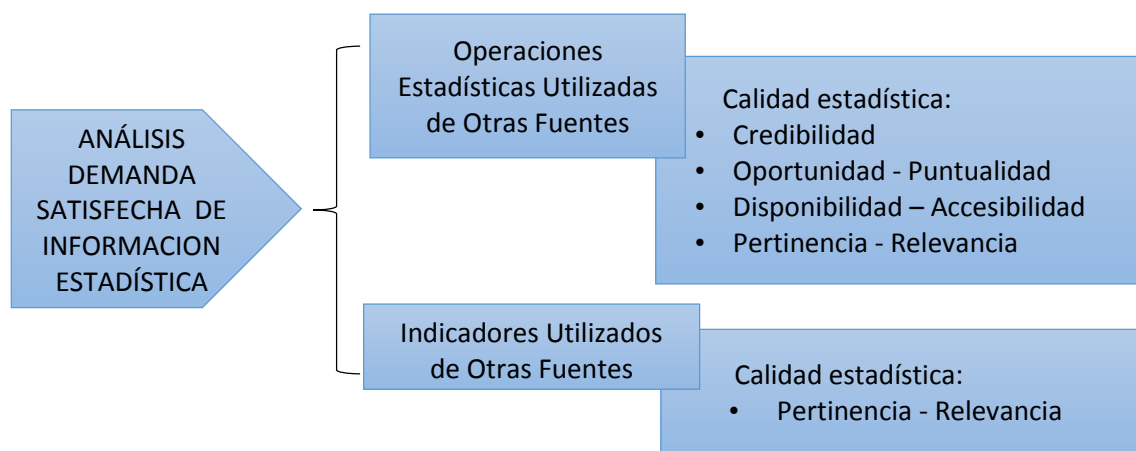 ANÁLISIS
DEMANDA
SATISFECHA DE
INFORMACION
ESTADÍSTICA
Operaciones
Estadísticas Utilizadas
de Otras Fuentes
Calidad estadística:
• Credibilidad
• Oportunidad - Puntualidad
• Disponibilidad – Accesibilidad
• Pertinencia - Relevancia
Indicadores Utilizados
de Otras Fuentes
Calidad estadística:
• Pertinencia - Relevancia